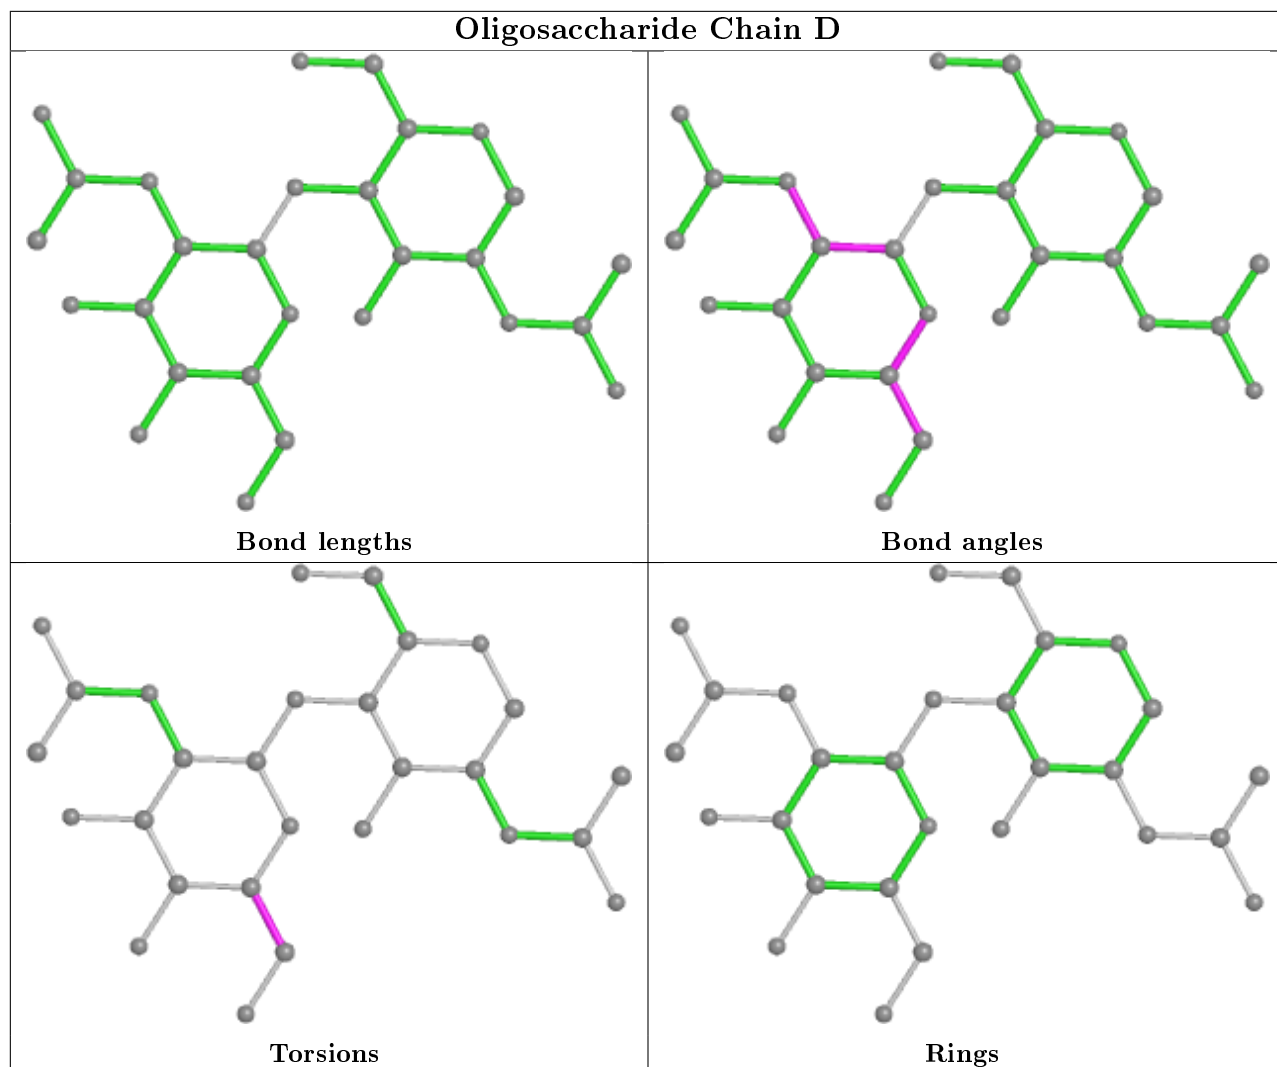 Oligosaccharide Chain D
Bond lengths
Bond angles
Torsions
Rings